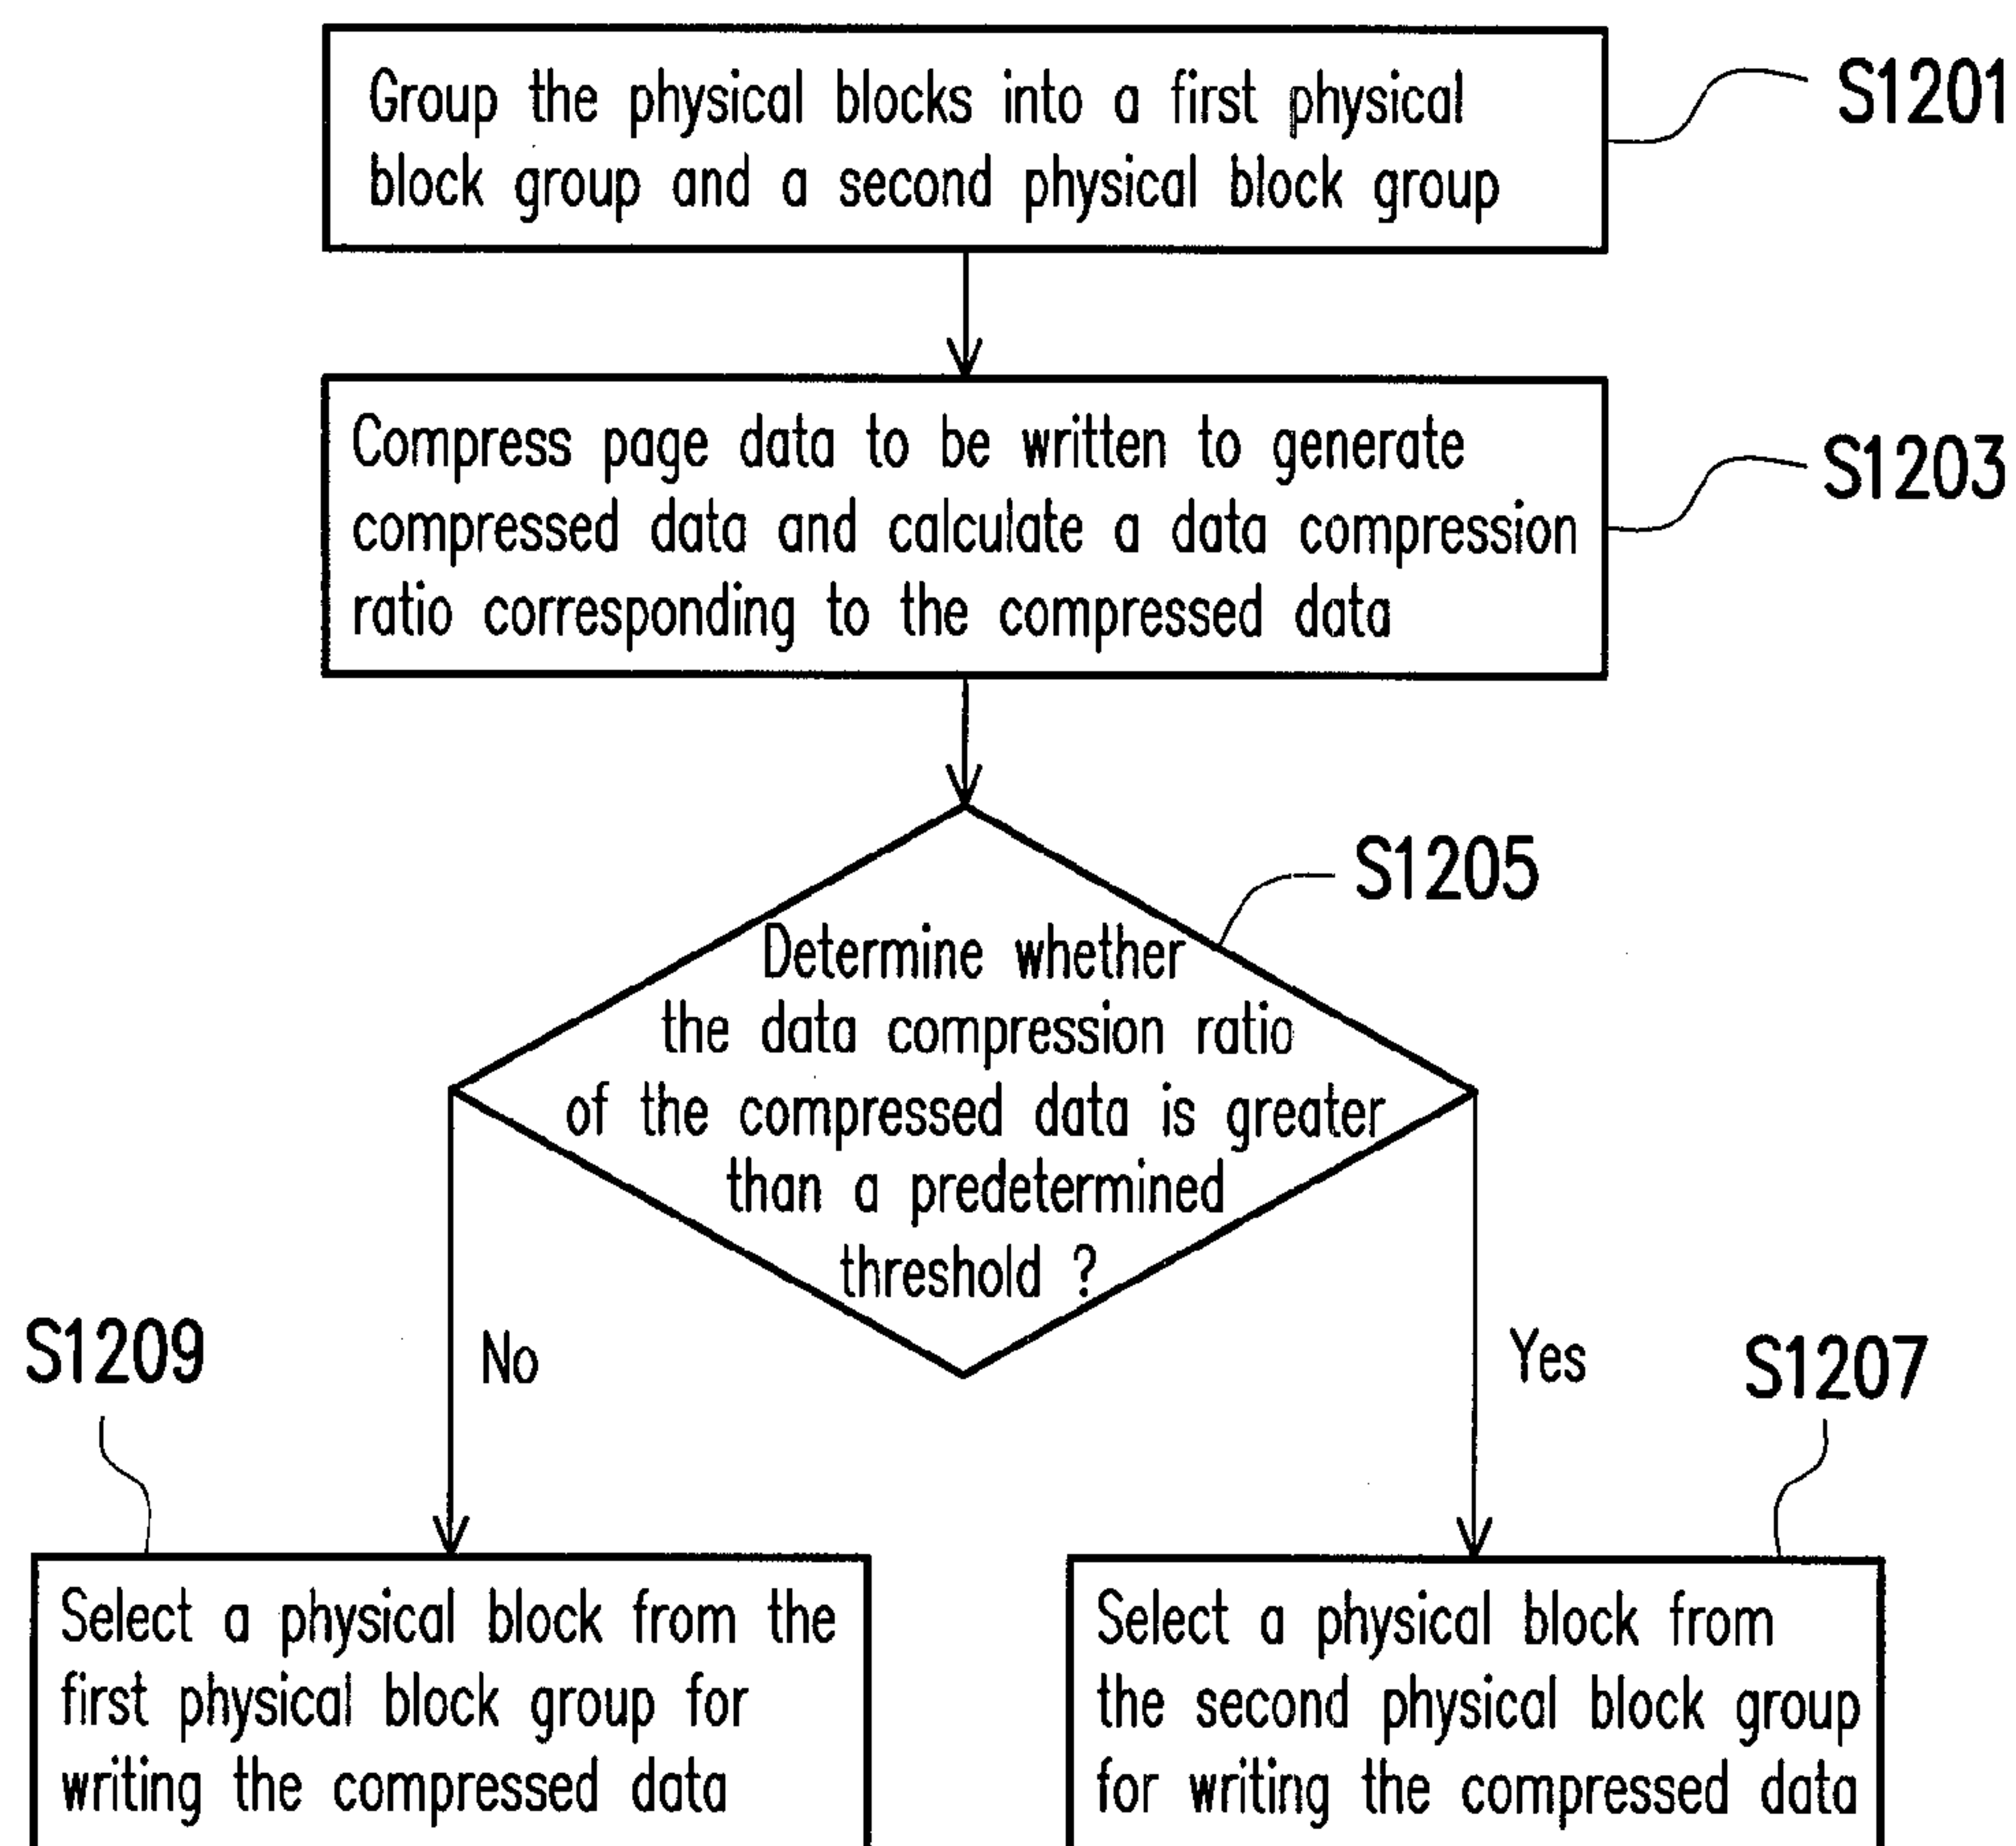 Group the physical blocks into a first physical
block group and a second physical block group
S1201
Compress page data to be written to generate
compressed data and calculate a data compression
ratio corresponding to the compressed data
S1203
S1205
Determine whether
the data compression ratio
of the compressed data is greater
than a predetermined
threshold ?
S1209
No
Yes
S1207
Select a physical block from the
first physical block group for
writing the compressed data
Select a physical block from
the second physical block group
for writing the compressed data